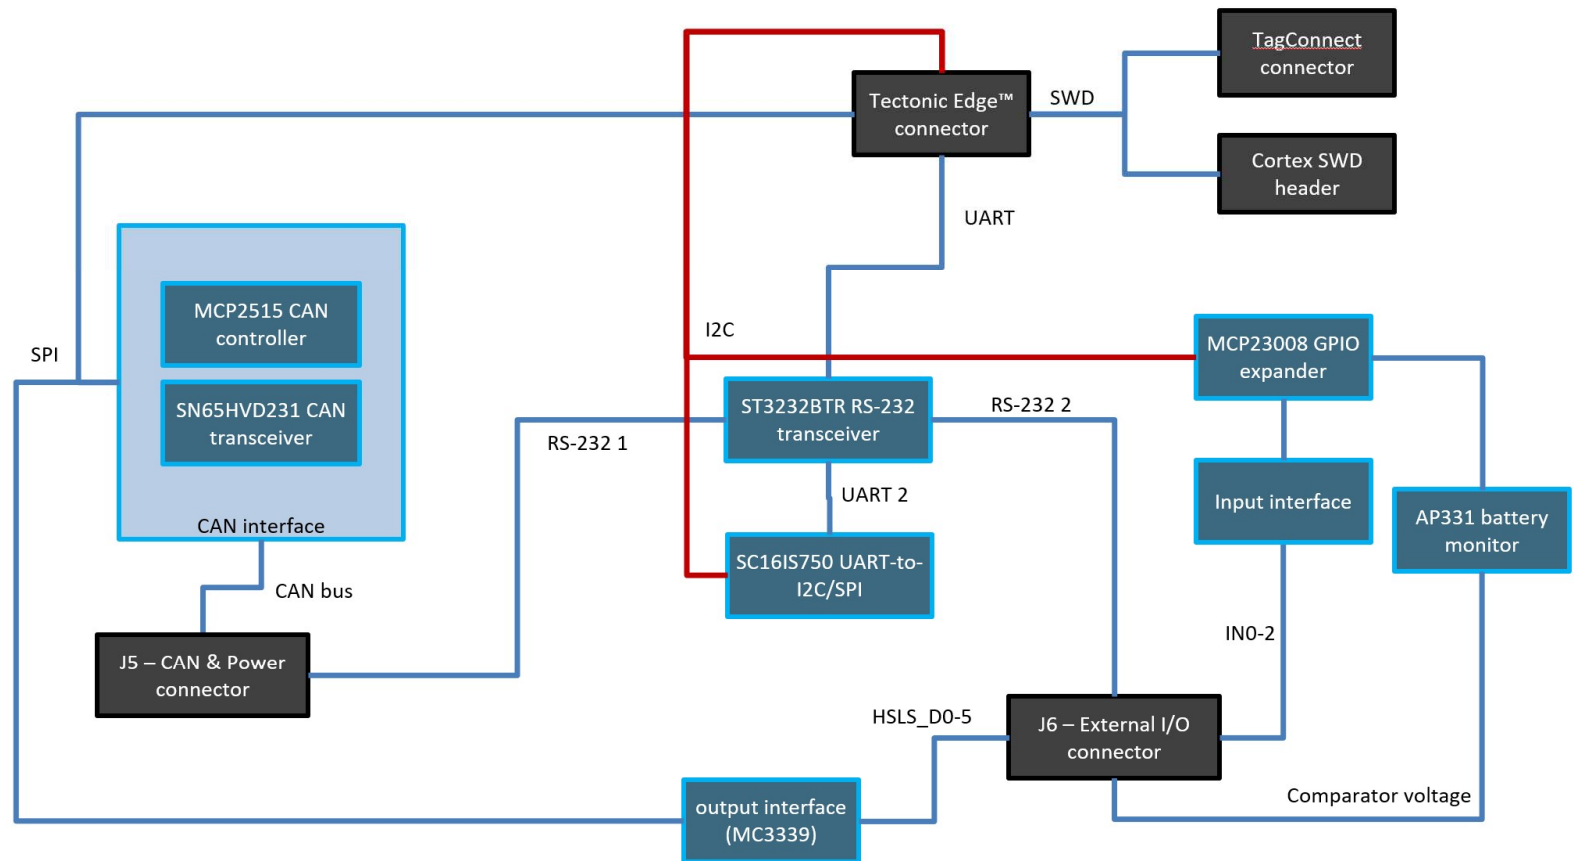 TagConnect
connector
Tectonic Edge™
connector
SWD
Cortex SWD
header
UART
MCP2515 CAN
controller
SPI
I2C
MCP23008 GPIO
expander
SN65HVD231 CAN
transceiver
ST3232BTR RS-232
transceiver
RS-232 2
RS-232 1
UART 2
Input interface
AP331 battery
monitor
CAN interface
SC16IS750 UART-to-
I2C/SPI
CAN bus
IN0-2
J5 – CAN & Power
connector
HSLS_D0-5
J6 – External I/O
connector
Comparator voltage
output interface
(MC3339)